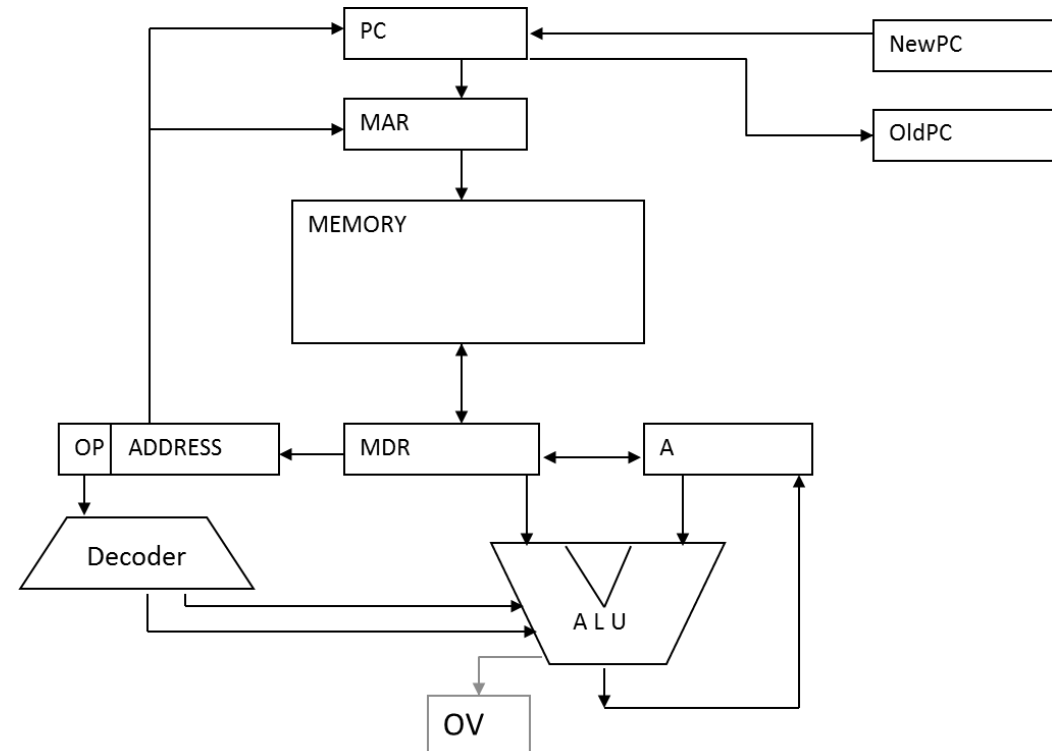 PC
NewPC
MAR
OldPC
MEMORY
OP ADDRESS
MDR
A
Decoder
A L U
OV